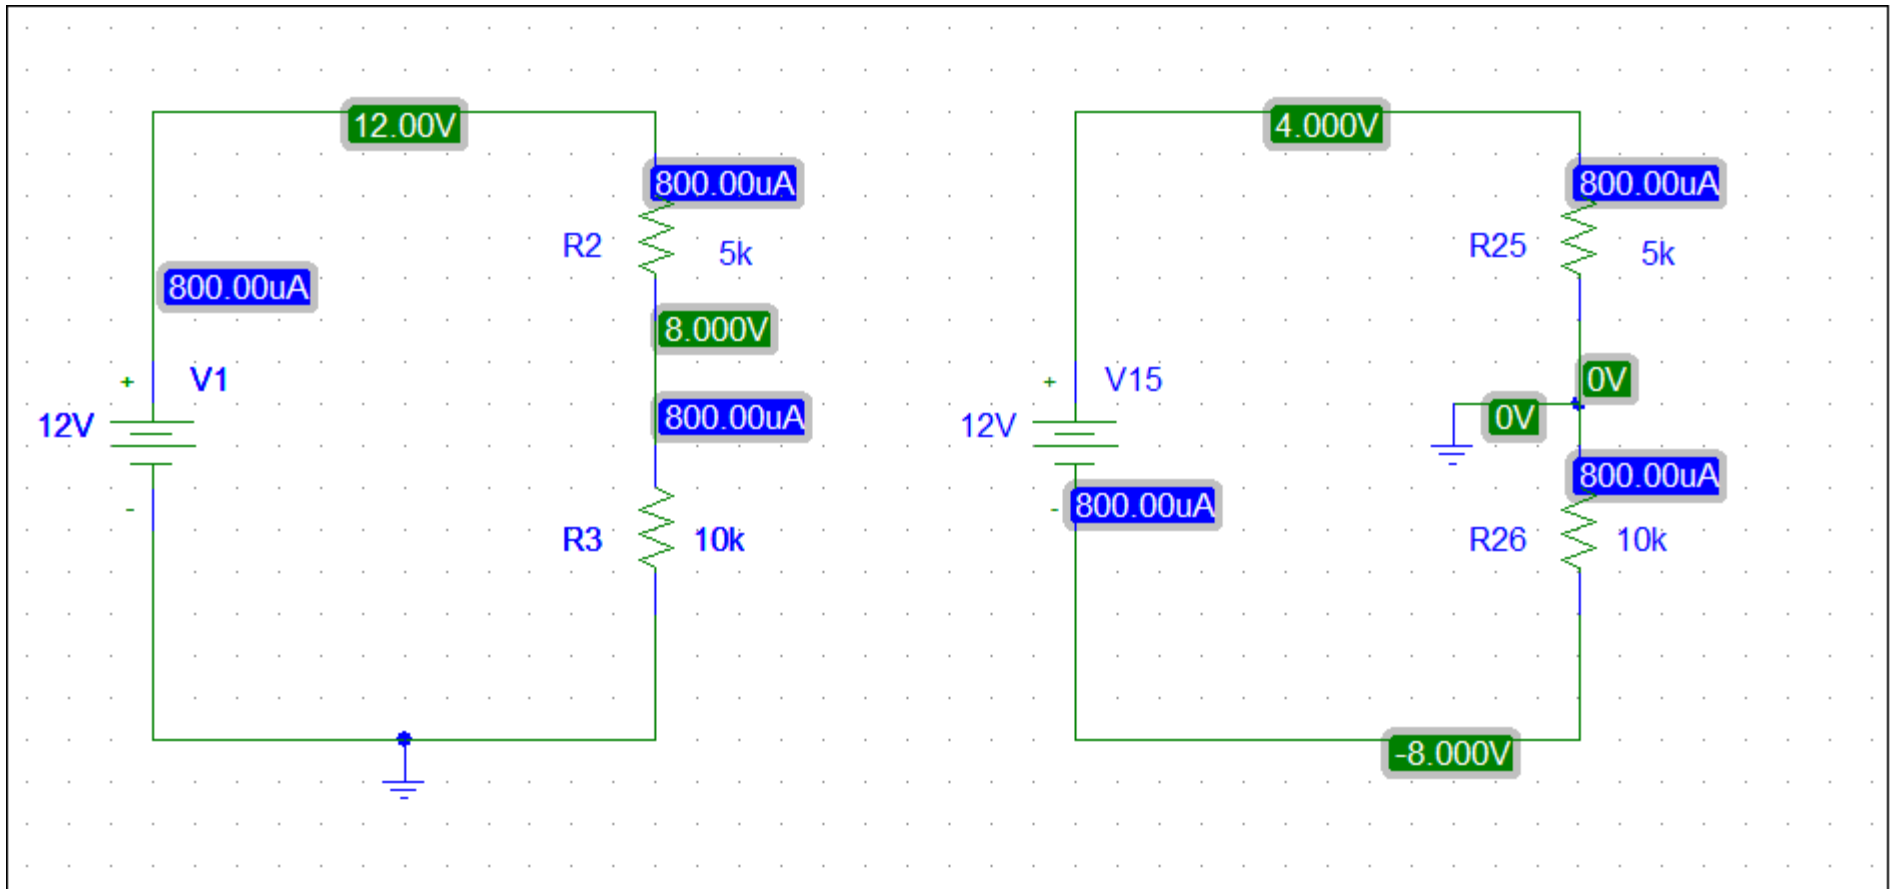 12.00V
800.00uA
R2
5k
800.00uA
8.000V
+
V1
12V
800.00uA
-
R3
10k
4.000V
800.00uA
R25
5k
+
V15
0V
12V
0V
800.00uA
-
800.00uA
R26
10k
-8.000V